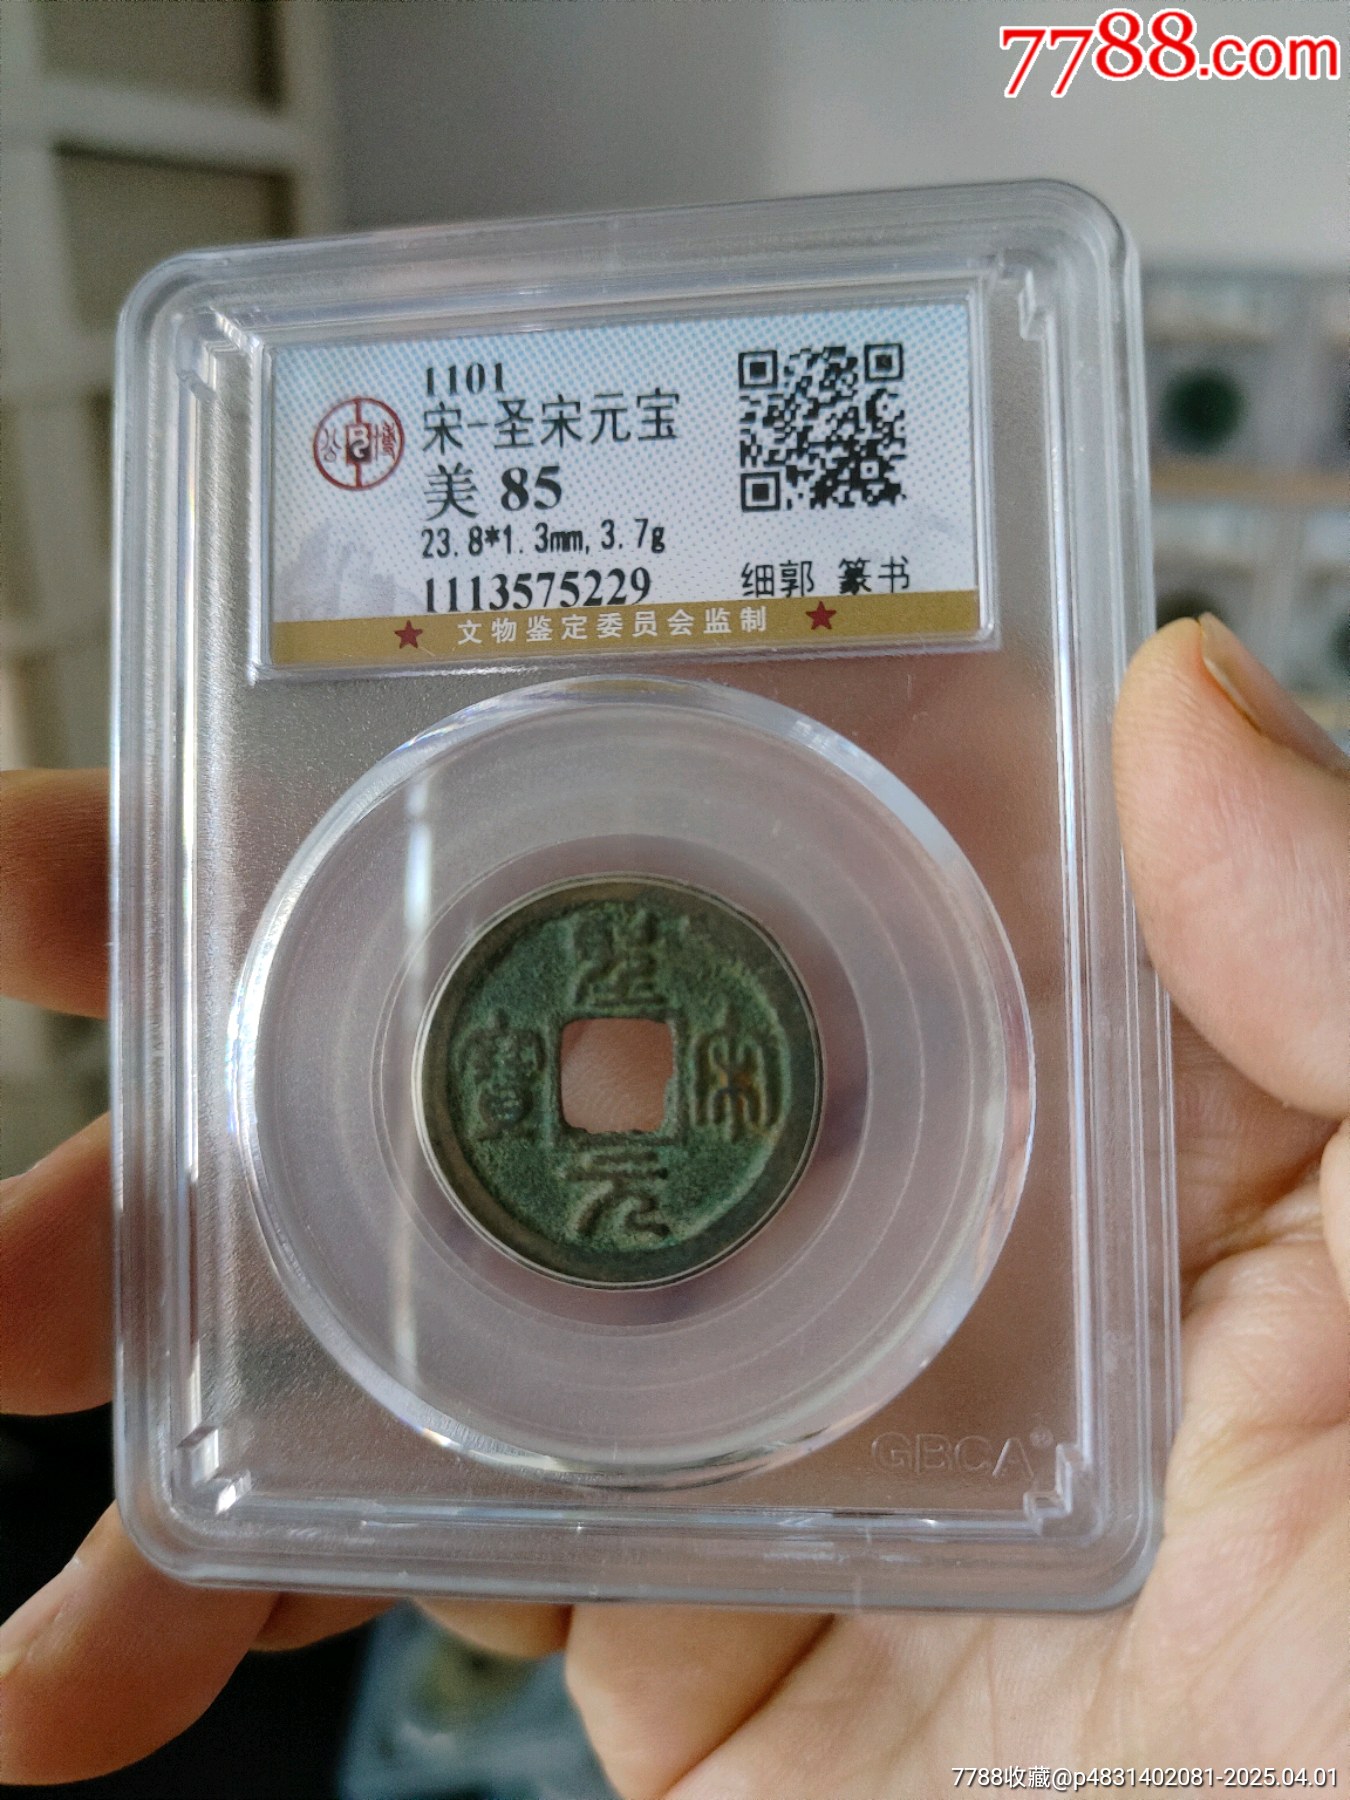 7788.com
1101
宋-圣宋元宝
美 85
23.8*1.3mm,3.7g
1113575229
细郭 篆书
公 博
★ 文物鉴定委员会监制 ★
聖
寶 宋
元
GBCA®
7788收藏@p4831402081-2025.04.01